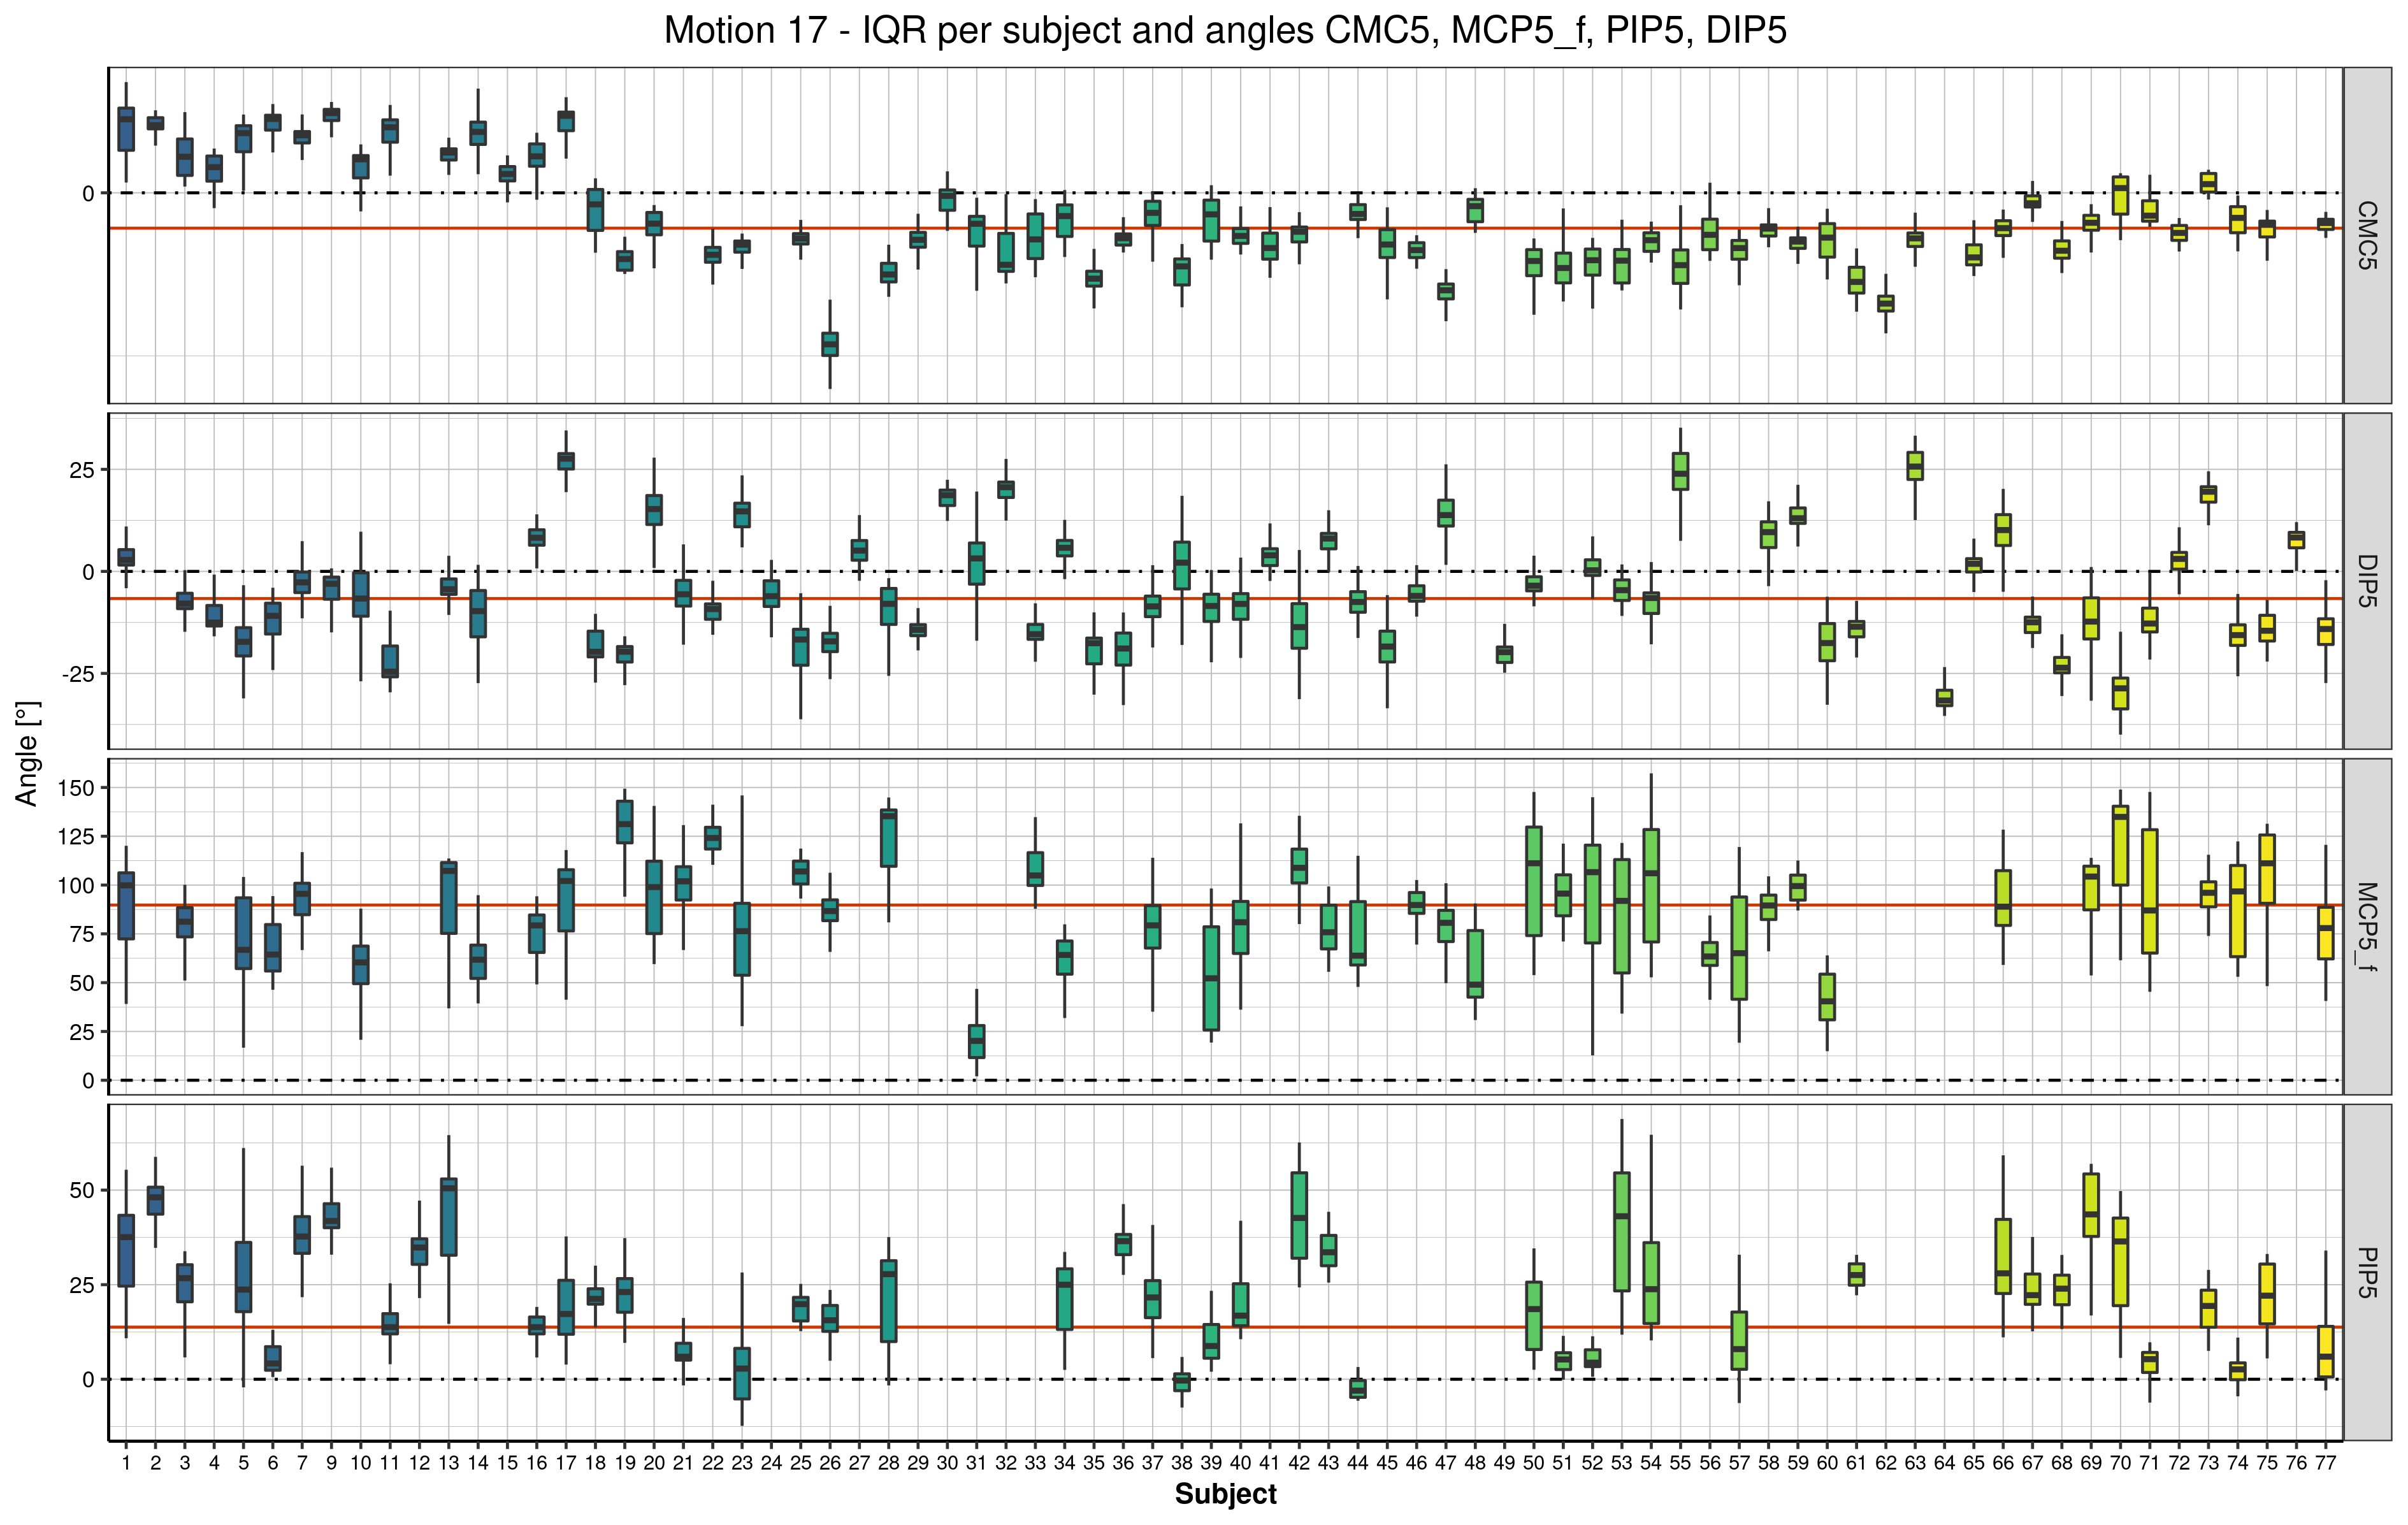 Motion 17 - IQR per subject and angles CMC5, MCP5_f, PIP5, DIP5
Angle [°]
0
CMC5
25
0
-25
DIP5
150
125
100
75
50
25
0
MCP5_f
50
25
0
PIP5
1 2 3 4 5 6 7 9 10 11 12 13 14 15 16 17 18 19 20 21 22 23 24 25 26 27 28 29 30 31 32 33 34 35 36 37 38 39 40 41 42 43 44 45 46 47 48 49 50 51 52 53 54 55 56 57 58 59 60 61 62 63 64 65 66 67 68 69 70 71 72 73 74 75 76 77
Subject